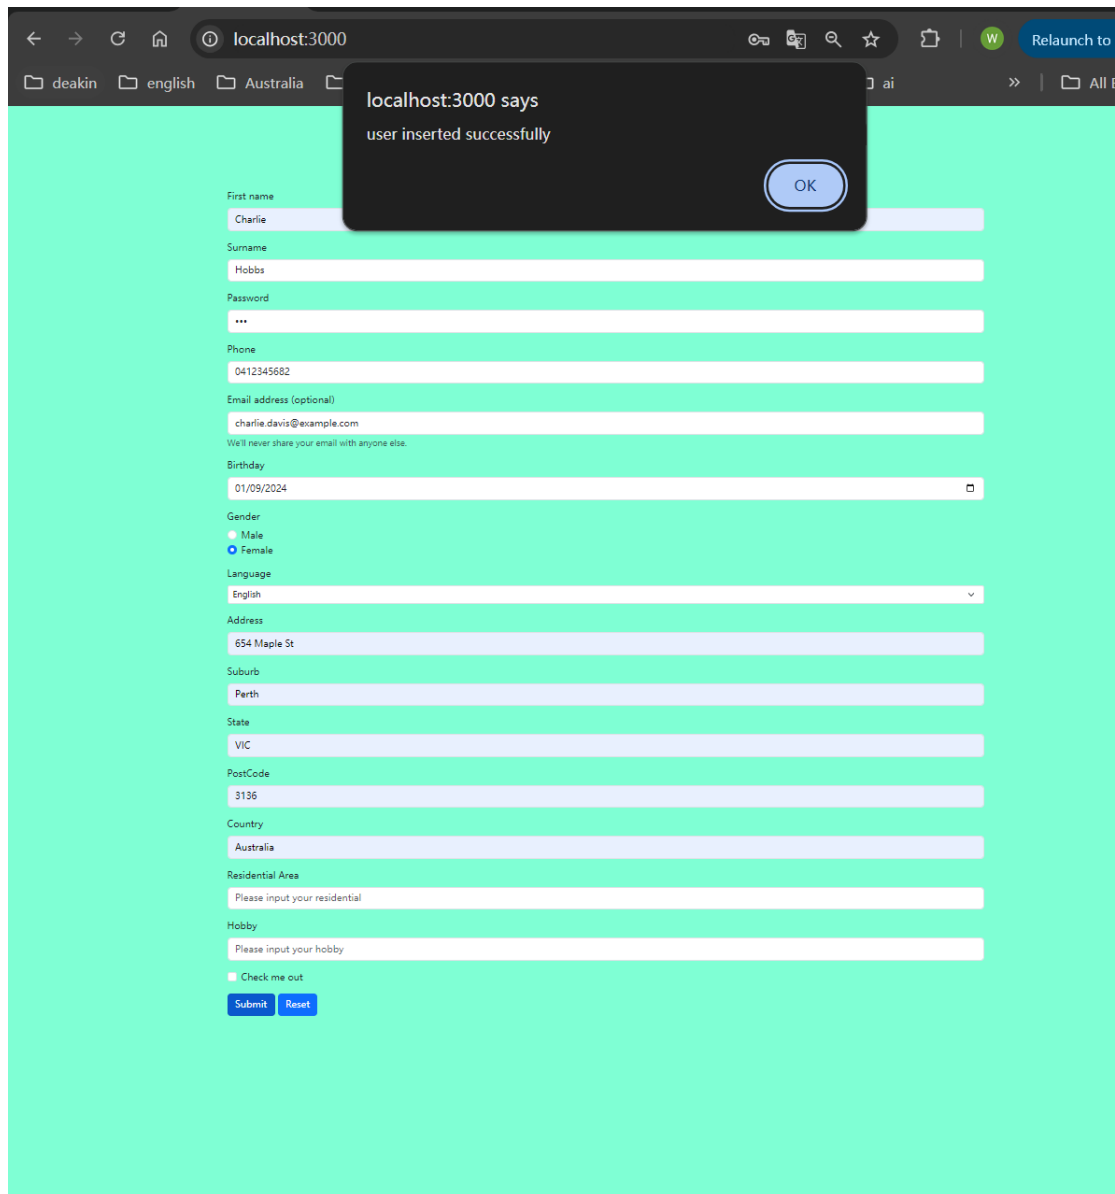 localhost:3000
W
Relaunch to
deakin
english
Australia
ai
»
All
localhost:3000 says
user inserted successfully
OK
First name
Charlie
Surname
Hobbs
Password
•••
Phone
0412345682
Email address (optional)
charlie.davis@example.com
We'll never share your email with anyone else.
Birthday
01/09/2024
Gender
Male
Female
Language
English
Address
654 Maple St
Suburb
Perth
State
VIC
PostCode
3136
Country
Australia
Residential Area
Please input your residential
Hobby
Please input your hobby
Check me out
Submit Reset